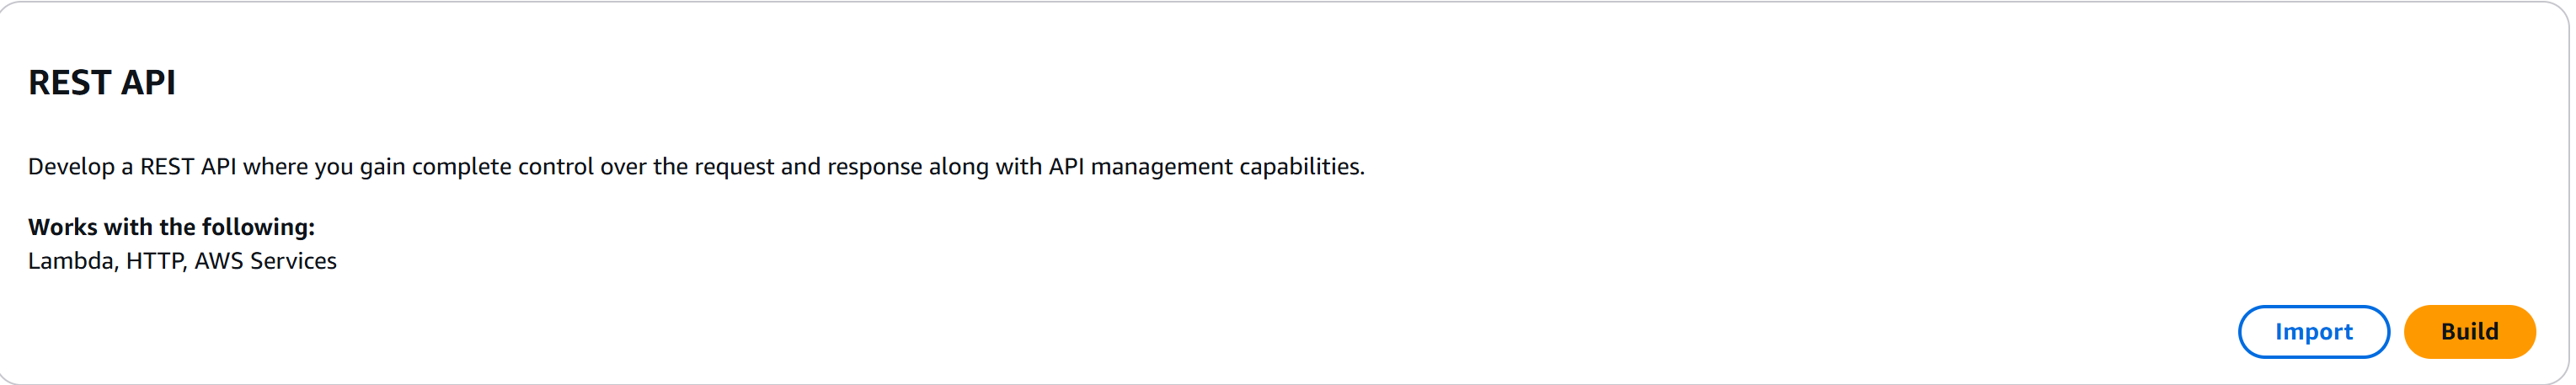 REST API
Develop a REST API where you gain complete control over the request and response along with API management capabilities.
Works with the following:
Lambda, HTTP, AWS Services
Import
Build